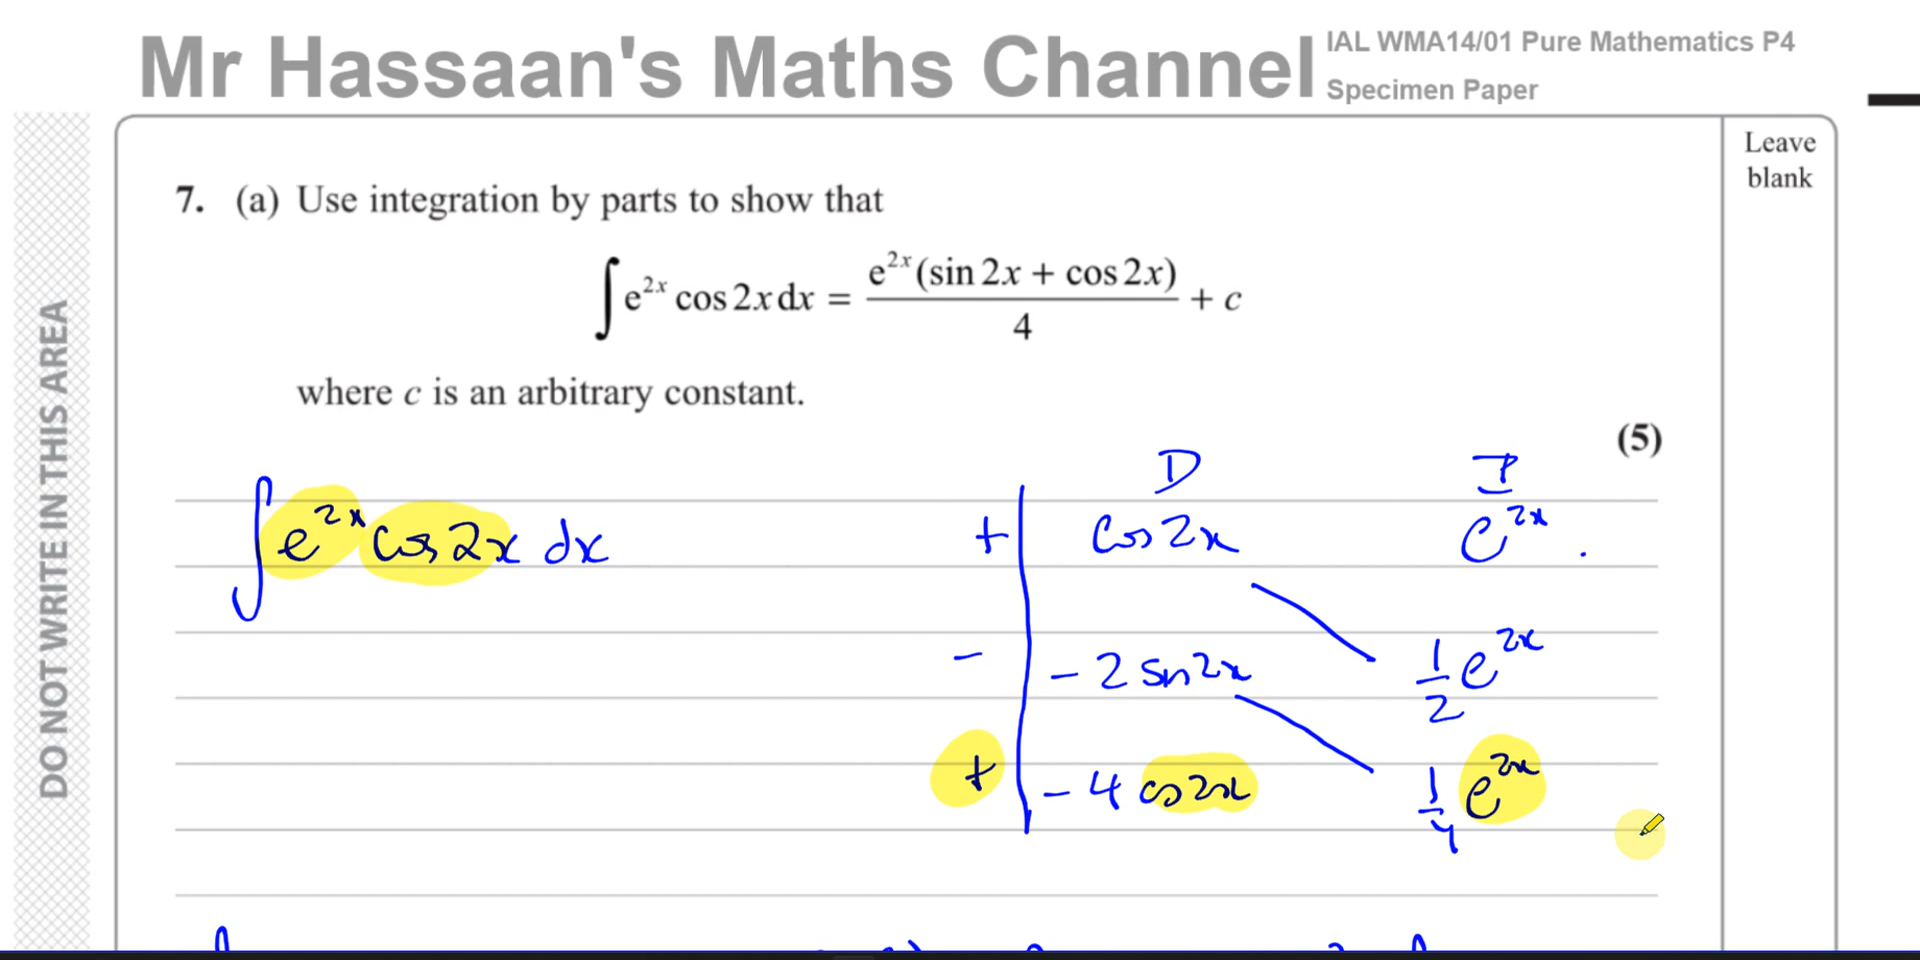 Mr Hassaan's Maths Channel
IAL WMA14/01 Pure Mathematics P4
Specimen Paper
Leave
blank
DO NOT WRITE IN THIS AREA
7. (a) Use integration by parts to show that
∫ e^{2x} cos 2x dx = e^{2x}(sin 2x + cos 2x) / 4 + c
where c is an arbitrary constant.
(5)
D I
∫ e^{2x} cos 2x dx + cos 2x e^{2x} .
− − 2 sin 2x 1/2 e^{2x}
+ − 4 cos 2x 1/4 e^{2x}